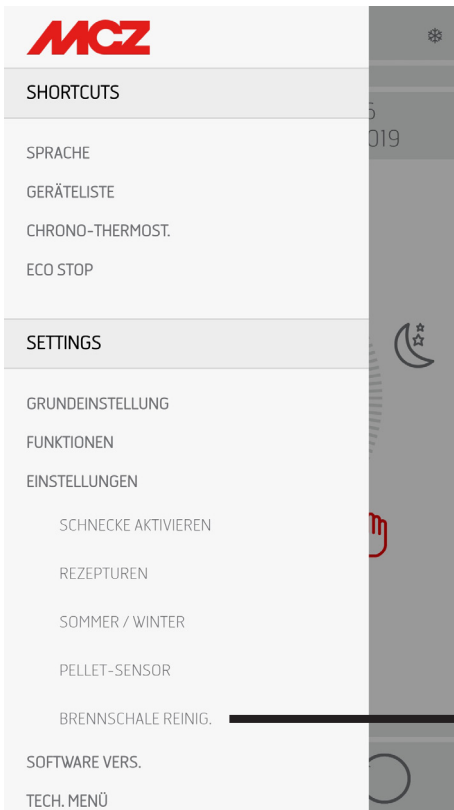 MCZ
SHORTCUTS
SPRACHE
GERÄTELISTE
CHRONO-THERMOST.
ECO STOP
SETTINGS
GRUNDEINSTELLUNG
FUNKTIONEN
EINSTELLUNGEN
SCHNECKE AKTIVIEREN
REZEPTUREN
SOMMER / WINTER
PELLET-SENSOR
BRENNSCHALE REINIG.
SOFTWARE VERS.
TECH. MENÜ
019